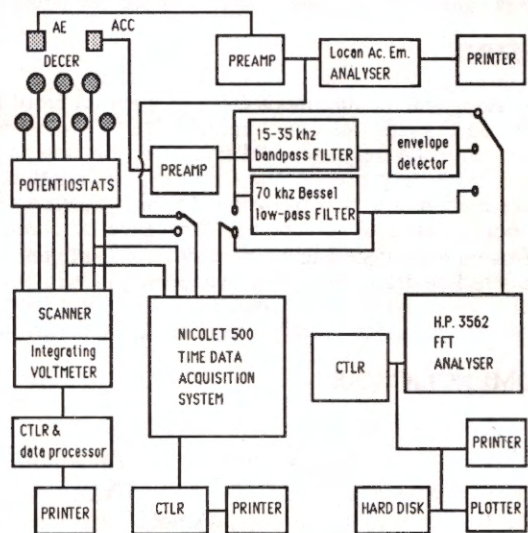 AE
ACC
DECER
PREAMP
Locan Ac. Em.
ANALYSER
PRINTER
PREAMP
15-35 khz
bandpass FILTER
envelope
detector
70 khz Bessel
low-pass FILTER
POTENTIOSTATS
SCANNER
Integrating
VOLTMETER
NICOLET 500
TIME DATA
ACQUISITION
SYSTEM
CTLR
H.P. 3562
FFT
ANALYSER
CTLR &
data processor
PRINTER
PRINTER
CTLR
PRINTER
HARD DISK
PLOTTER